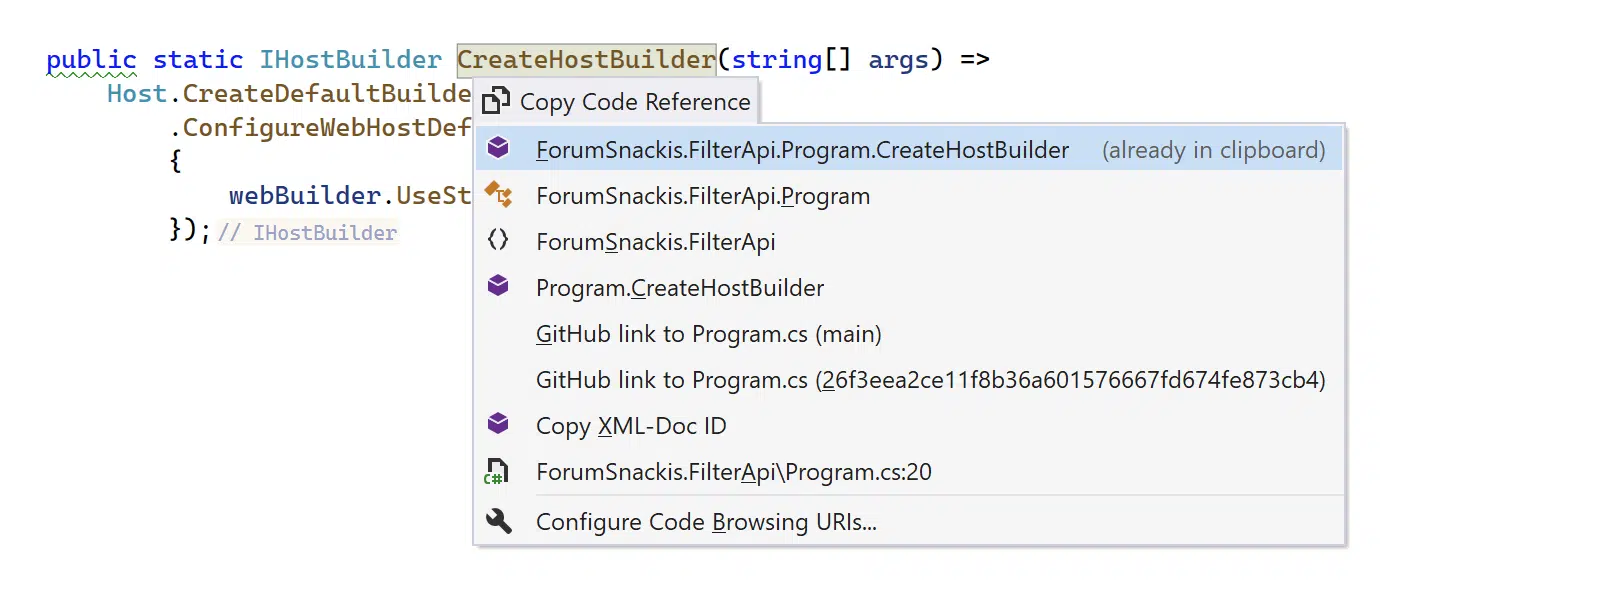 public static IHostBuilder CreateHostBuilder(string[] args) =>
Host.CreateDefaultBuilde
.ConfigureWebHostDef
{
webBuilder.UseSt
});// IHostBuilder
Copy Code Reference
ForumSnackis.FilterApi.Program.CreateHostBuilder (already in clipboard)
ForumSnackis.FilterApi.Program
ForumSnackis.FilterApi
Program.CreateHostBuilder
GitHub link to Program.cs (main)
GitHub link to Program.cs (26f3eea2ce11f8b36a601576667fd674fe873cb4)
Copy XML-Doc ID
C# ForumSnackis.FilterApi\Program.cs:20
Configure Code Browsing URIs...